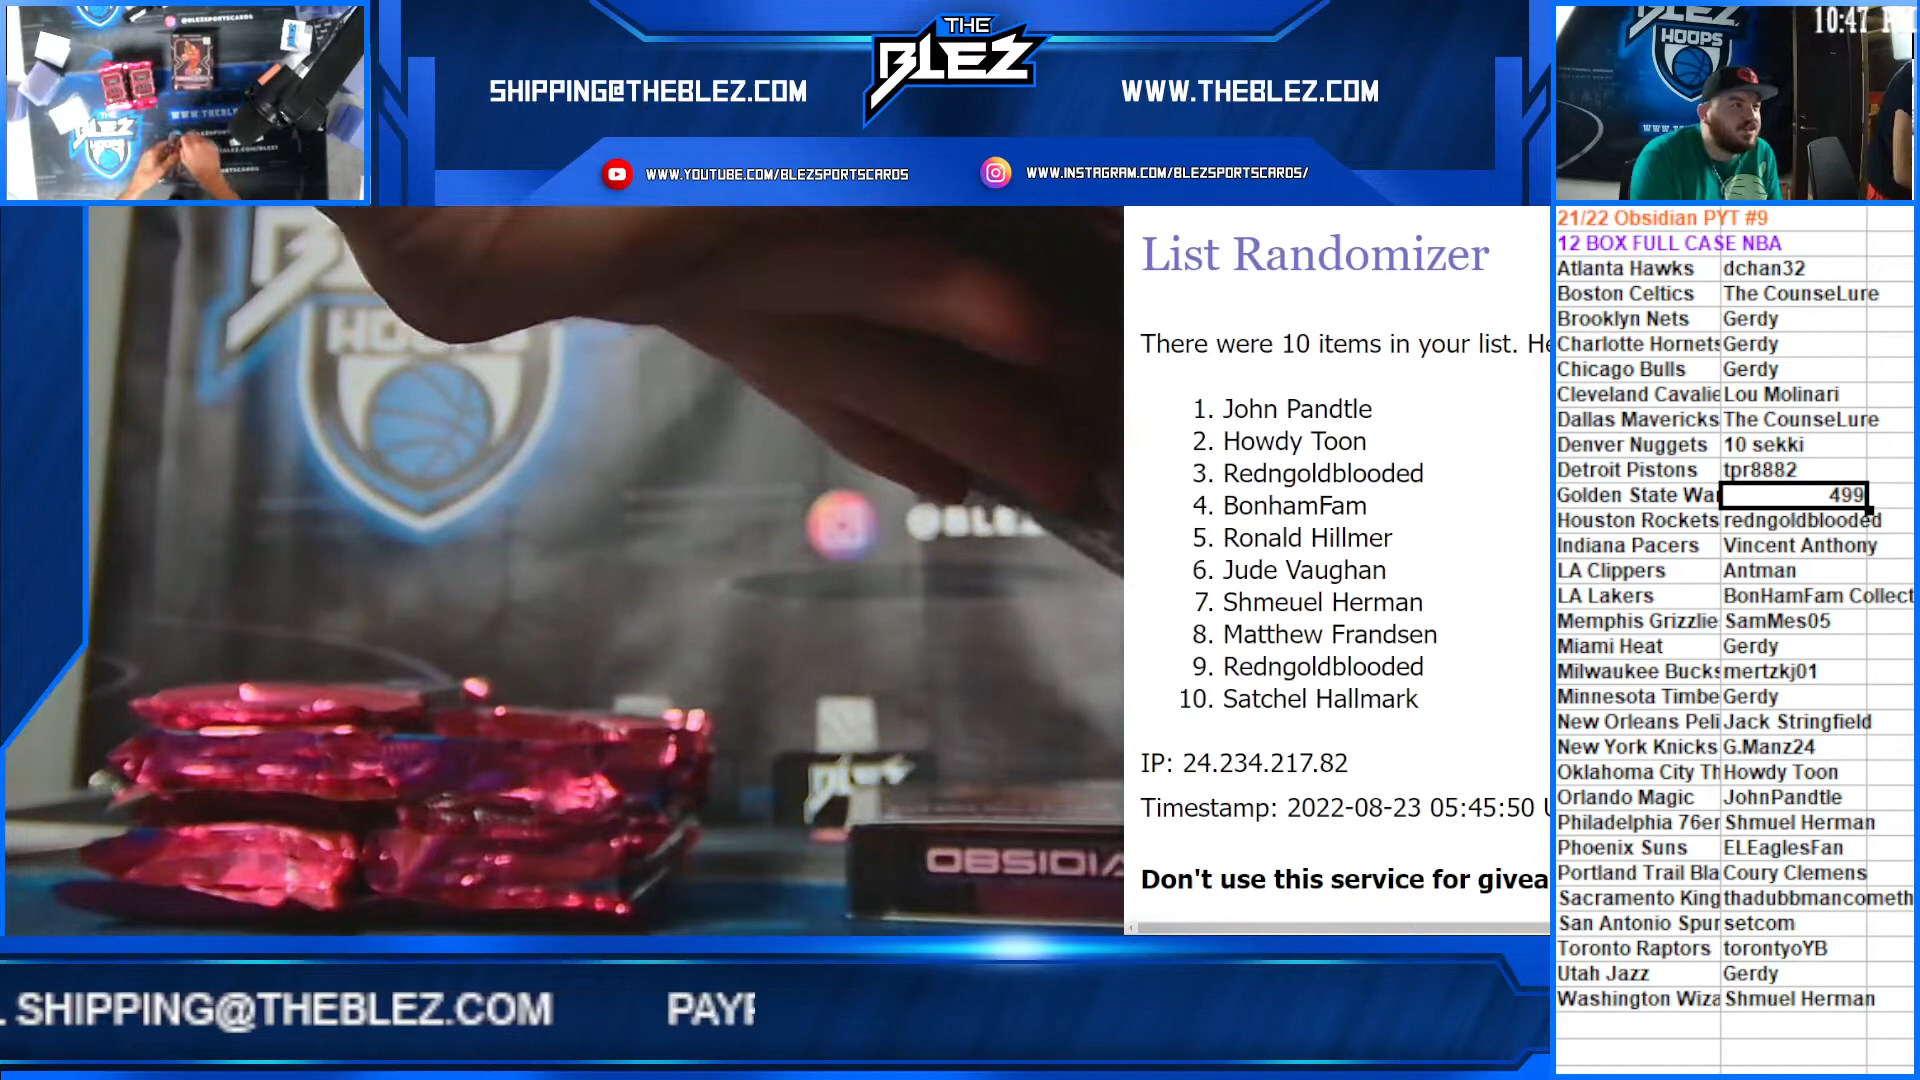 THE
BLEZ
SHIPPING@THEBLEZ.COM
WWW.THEBLEZ.COM
WWW.YOUTUBE.COM/BLEZSPORTSCARDS
WWW.INSTAGRAM.COM/BLEZSPORTSCARDS/
@BLEZSPORTSCARDS
BLEZ
HOOPS
10:47
HOOPS
@BLEZ
OBSIDIA
List Randomizer
There were 10 items in your list. He
1. John Pandtle
2. Howdy Toon
3. Redngoldblooded
4. BonhamFam
5. Ronald Hillmer
6. Jude Vaughan
7. Shmeuel Herman
8. Matthew Frandsen
9. Redngoldblooded
10. Satchel Hallmark
IP: 24.234.217.82
Timestamp: 2022-08-23 05:45:50 U
Don't use this service for givea
21/22 Obsidian PYT #9
12 BOX FULL CASE NBA
Atlanta Hawks dchan32
Boston Celtics The CounseLure
Brooklyn Nets Gerdy
Charlotte Hornets Gerdy
Chicago Bulls Gerdy
Cleveland Cavalie Lou Molinari
Dallas Mavericks The CounseLure
Denver Nuggets 10 sekki
Detroit Pistons tpr8882
Golden State Wa 499
Houston Rockets redngoldblooded
Indiana Pacers Vincent Anthony
LA Clippers Antman
LA Lakers BonHamFam Collect
Memphis Grizzlie SamMes05
Miami Heat Gerdy
Milwaukee Bucks mertzkj01
Minnesota Timbe Gerdy
New Orleans Peli Jack Stringfield
New York Knicks G.Manz24
Oklahoma City Th Howdy Toon
Orlando Magic JohnPandtle
Philadelphia 76er Shmuel Herman
Phoenix Suns ELEaglesFan
Portland Trail Bla Coury Clemens
Sacramento King thadubbmancometh
San Antonio Spur setcom
Toronto Raptors torontyoYB
Utah Jazz Gerdy
Washington Wiza Shmuel Herman
SHIPPING@THEBLEZ.COM PAYP